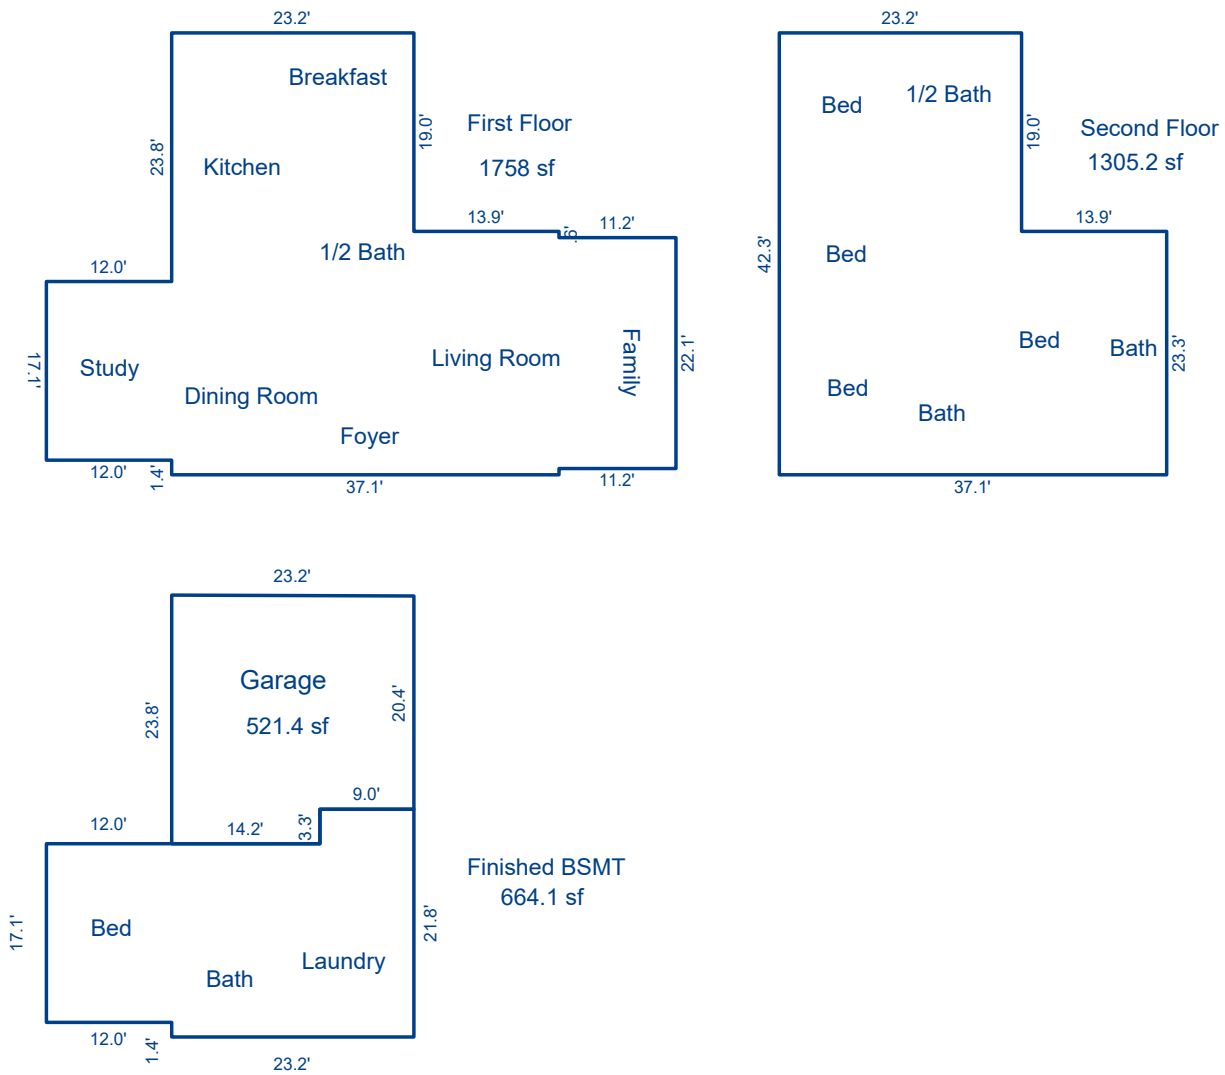 23.2'
Breakfast
First Floor
1758 sf
19.0'
23.8'
Kitchen
13.9'
.6'
11.2'
1/2 Bath
12.0'
17.1'
Study
Living Room
Family
22.1'
Dining Room
Foyer
12.0'
1.4'
37.1'
11.2'
23.2'
Bed
1/2 Bath
19.0'
Second Floor
1305.2 sf
13.9'
42.3'
Bed
Bed
Bath
23.3'
Bed
Bath
37.1'
23.2'
Garage
521.4 sf
23.8'
20.4'
9.0'
12.0'
14.2'
3.3'
Finished BSMT
664.1 sf
17.1'
Bed
21.8'
Laundry
Bath
12.0'
1.4'
23.2'